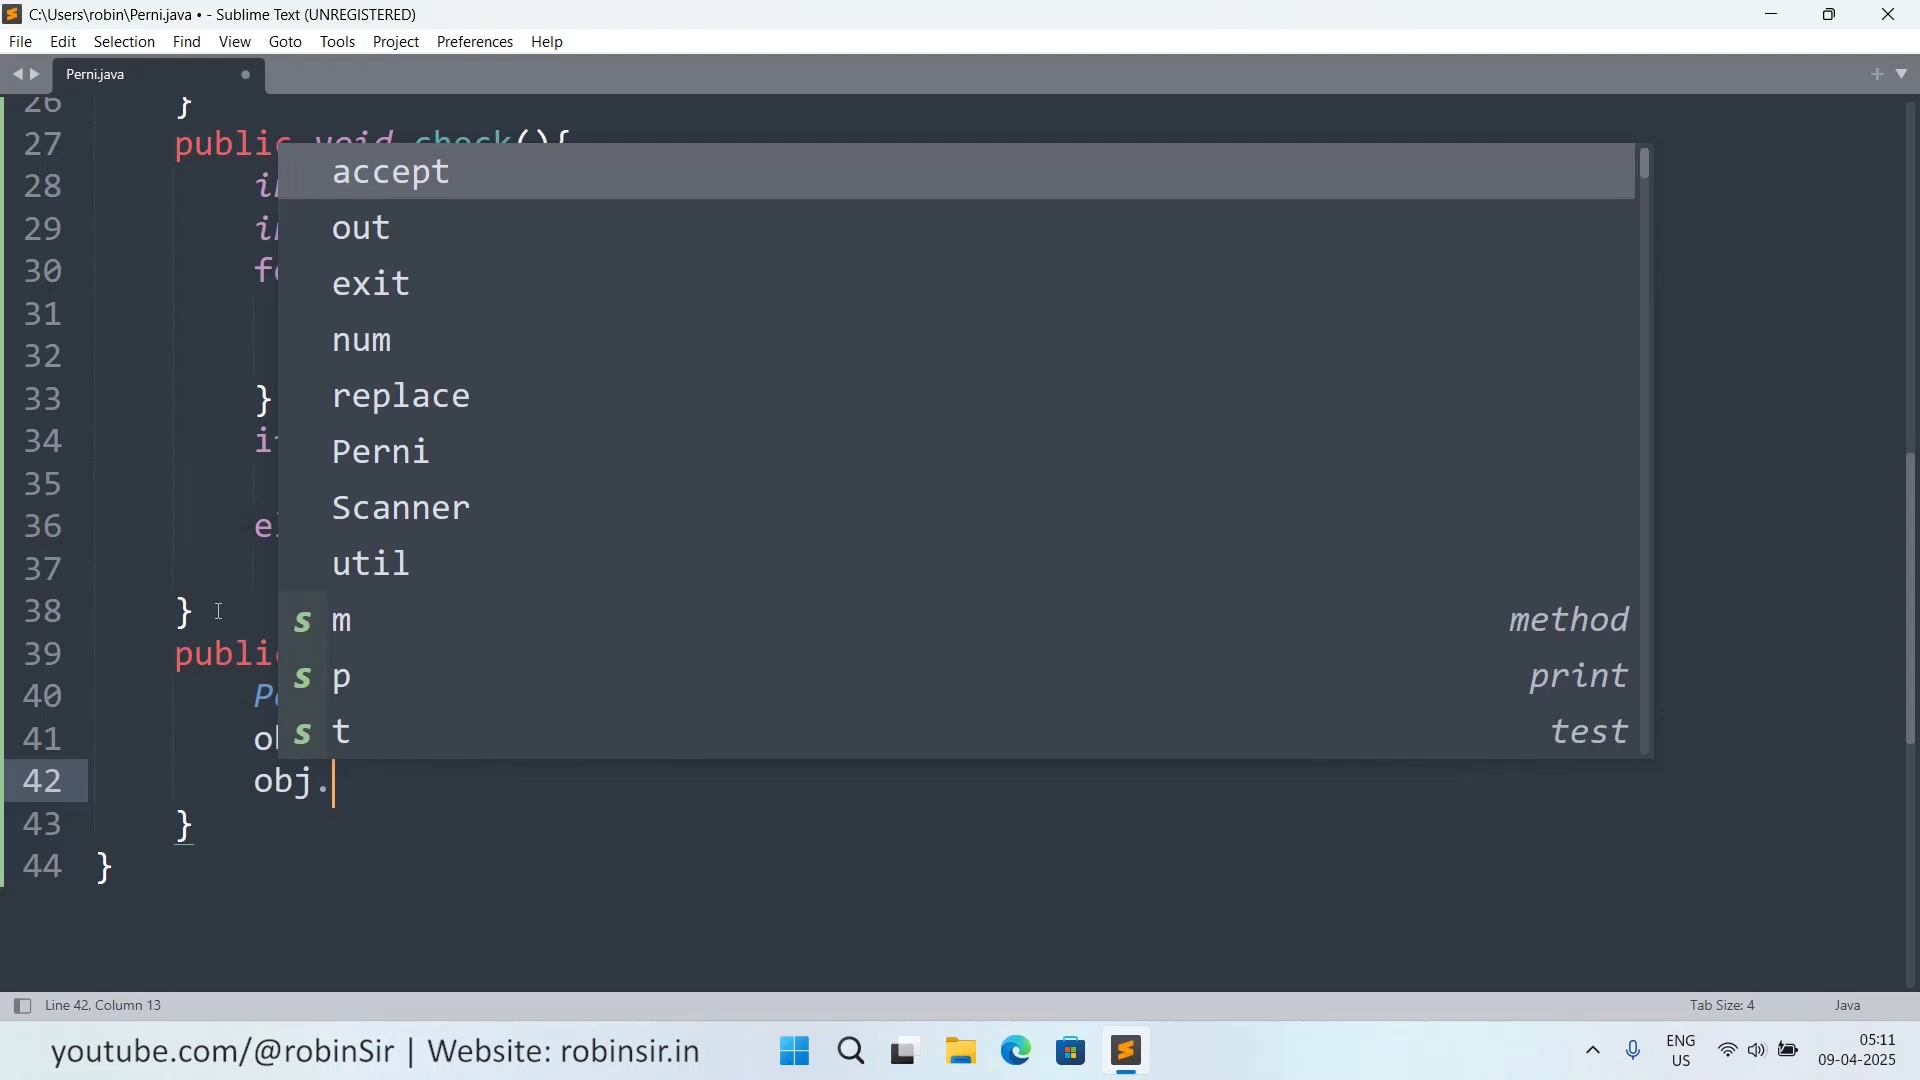 C:\Users\robin\Perni.java • - Sublime Text (UNREGISTERED)
File Edit Selection Find View Goto Tools Project Preferences Help
Perni.java
26 }
27 public void check(){
28
29
30
31
32
33 }
34
35
36
37
38 }
39 public
40
41
42 obj.
43 }
44 }
accept
out
exit
num
replace
Perni
Scanner
util
s m method
s p print
s t test
Line 42, Column 13 Tab Size: 4 Java
youtube.com/@robinSir | Website: robinsir.in
ENG
US
05:11
09-04-2025